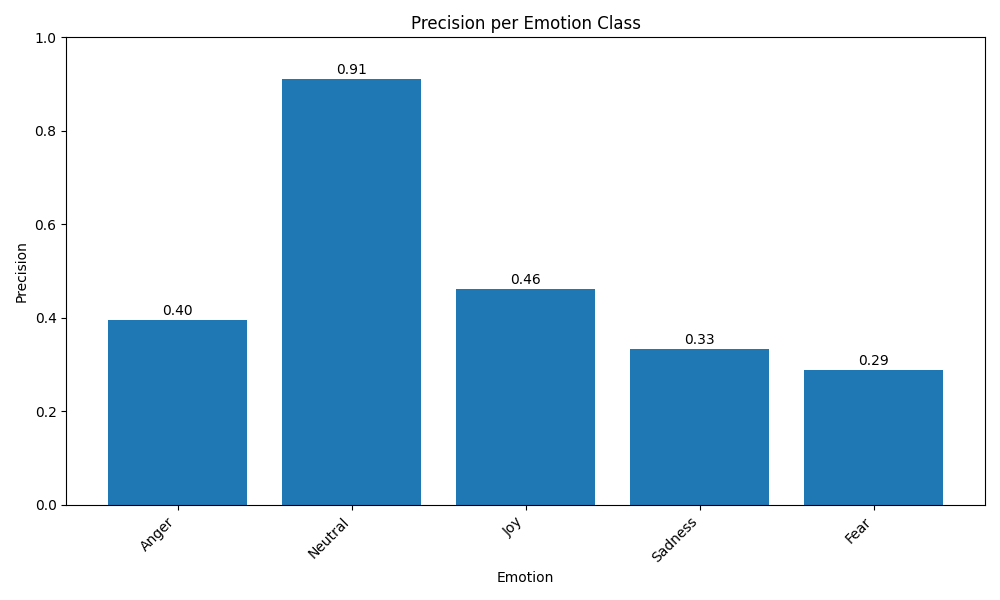 Precision per Emotion Class
1.0
0.8
0.6
0.4
0.2
0.0
Precision
0.40
0.91
0.46
0.33
0.29
Anger
Neutral
Joy
Sadness
Fear
Emotion